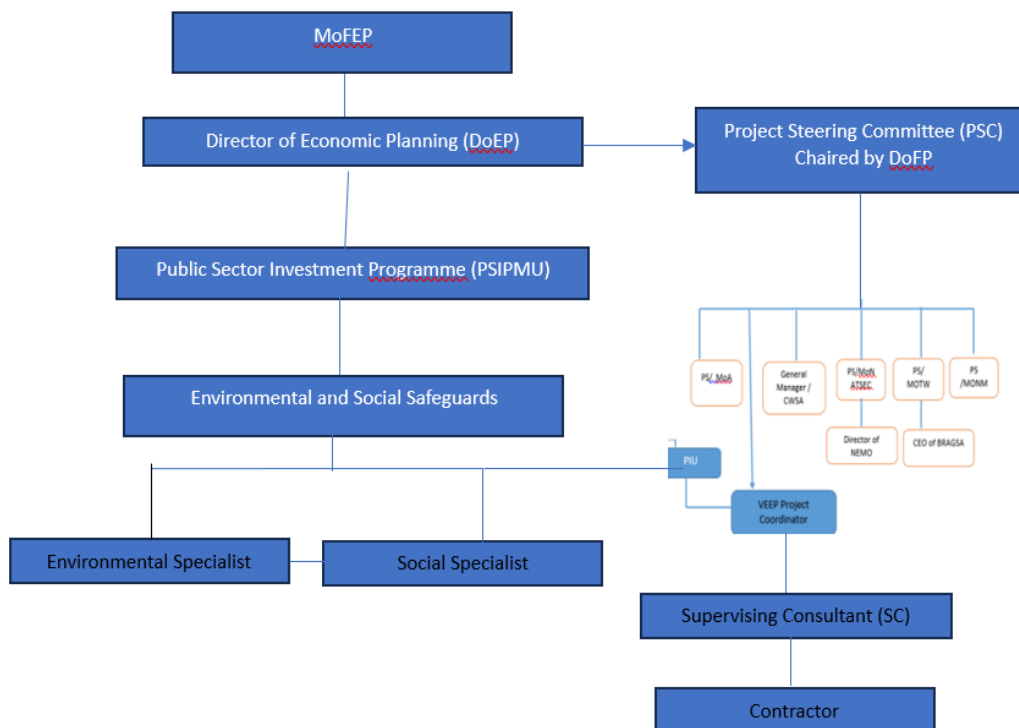 MoFEP
Director of Economic Planning (DoEP)
Project Steering Committee (PSC)
Chaired by DoFP
Public Sector Investment Programme (PSIPMU)
PS/ MoA
General
Manager /
CWSA
PS/MoN
ATSEC
PS/
MOTW
PS
/MONM
Environmental and Social Safeguards
Director of
NEMO
CEO of BRAGSA
PIU
VEEP Project
Coordinator
Environmental Specialist
Social Specialist
Supervising Consultant (SC)
Contractor